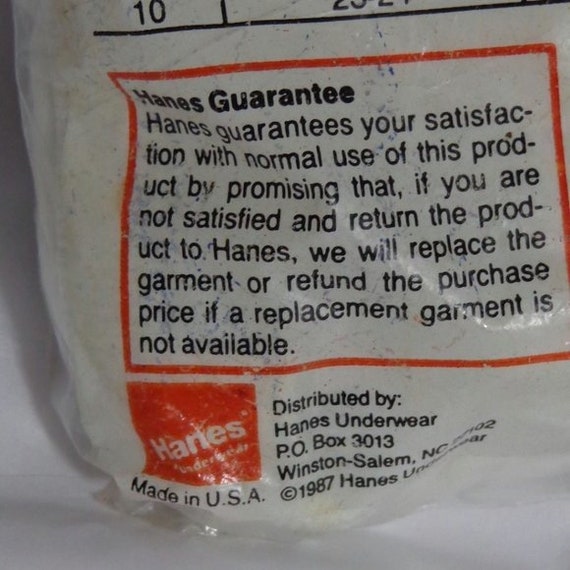 10
Hanes Guarantee
Hanes guarantees your satisfac-
tion with normal use of this prod-
uct by promising that, if you are
not satisfied and return the prod-
uct to Hanes, we will replace the
garment or refund the purchase
price if a replacement garment is
not available.
Hanes®
underwear
Made in U.S.A.
Distributed by:
Hanes Underwear
P.O. Box 3013
Winston-Salem, NC
©1987 Hanes Underwear